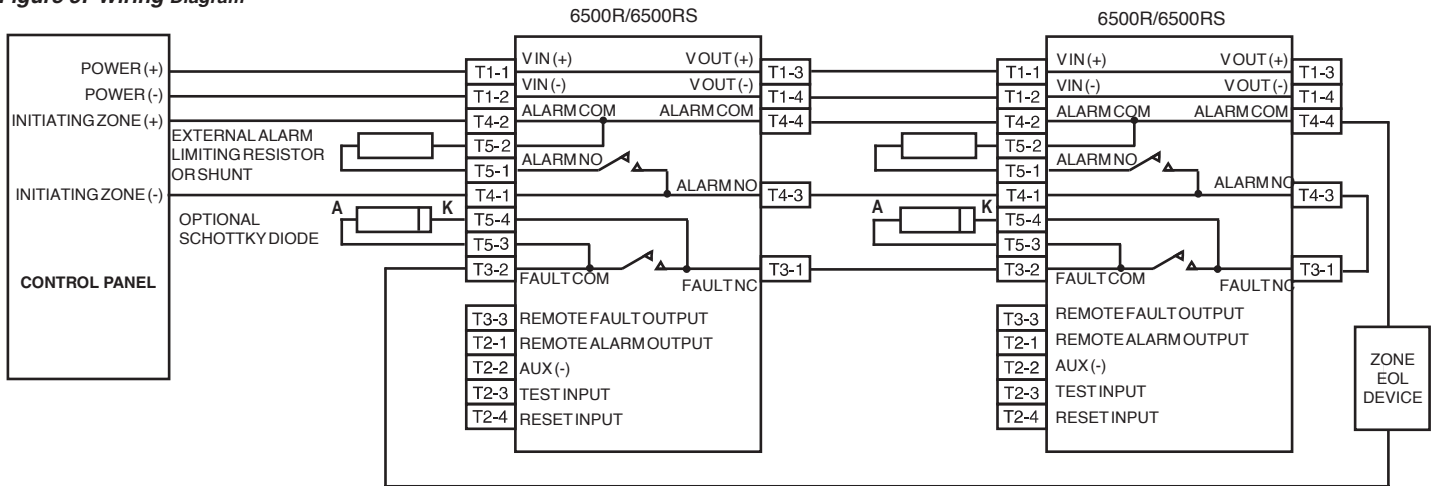 Figure 5: Wiring Diagram
6500R/6500RS
6500R/6500RS
POWER (+)
POWER (-)
INITIATING ZONE (+)
EXTERNAL ALARM
LIMITING RESISTOR
OR SHUNT
INITIATING ZONE (-)
OPTIONAL
SCHOTTKY DIODE
CONTROL PANEL
A
K
T1-1
T1-2
T4-2
T5-2
T5-1
T4-1
T5-4
T5-3
T3-2
T3-3
T2-1
T2-2
T2-3
T2-4
V IN (+)
V OUT (+)
VIN (-)
V OUT (-)
ALARM COM
ALARM COM
ALARM NO
ALARM NO
FAULT COM
FAULT NC
REMOTE FAULT OUTPUT
REMOTE ALARM OUTPUT
AUX (-)
TEST INPUT
RESET INPUT
T1-3
T1-4
T4-4
T4-3
T3-1
A
K
T1-1
T1-2
T4-2
T5-2
T5-1
T4-1
T5-4
T5-3
T3-2
T3-3
T2-1
T2-2
T2-3
T2-4
V IN (+)
V OUT (+)
VIN (-)
V OUT (-)
ALARM COM
ALARM COM
ALARM NO
ALARM NO
FAULT COM
FAULT NC
REMOTE FAULT OUTPUT
REMOTE ALARM OUTPUT
AUX (-)
TEST INPUT
RESET INPUT
T1-3
T1-4
T4-4
T4-3
T3-1
ZONE
EOL
DEVICE